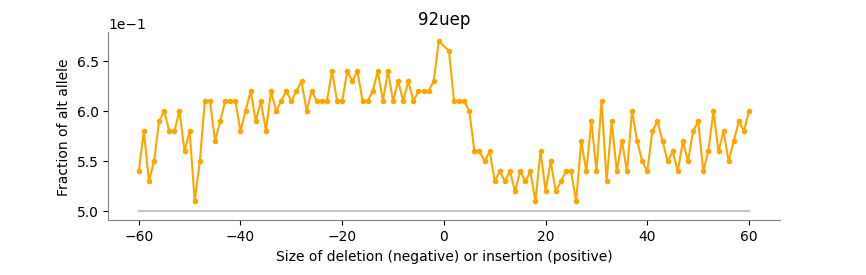 92uep
1e−1
6.5
6.0
5.5
5.0
Fraction of alt allele
−60 −40 −20 0 20 40 60
Size of deletion (negative) or insertion (positive)